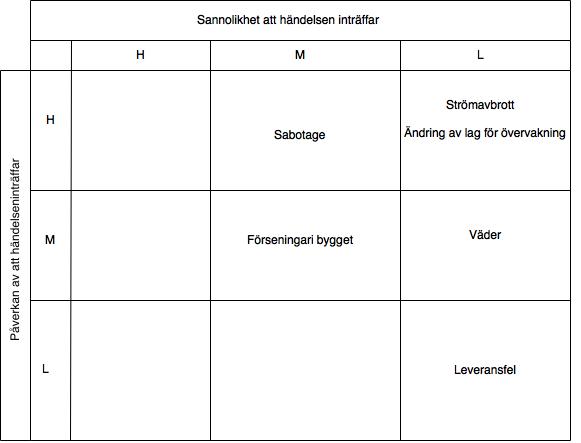 Sannolikhet att händelsen inträffar
H
M
L
Påverkan av att händelseninträffar
H
Sabotage
Strömavbrott
Ändring av lag för övervakning
M
Förseningari bygget
Väder
L
Leveransfel